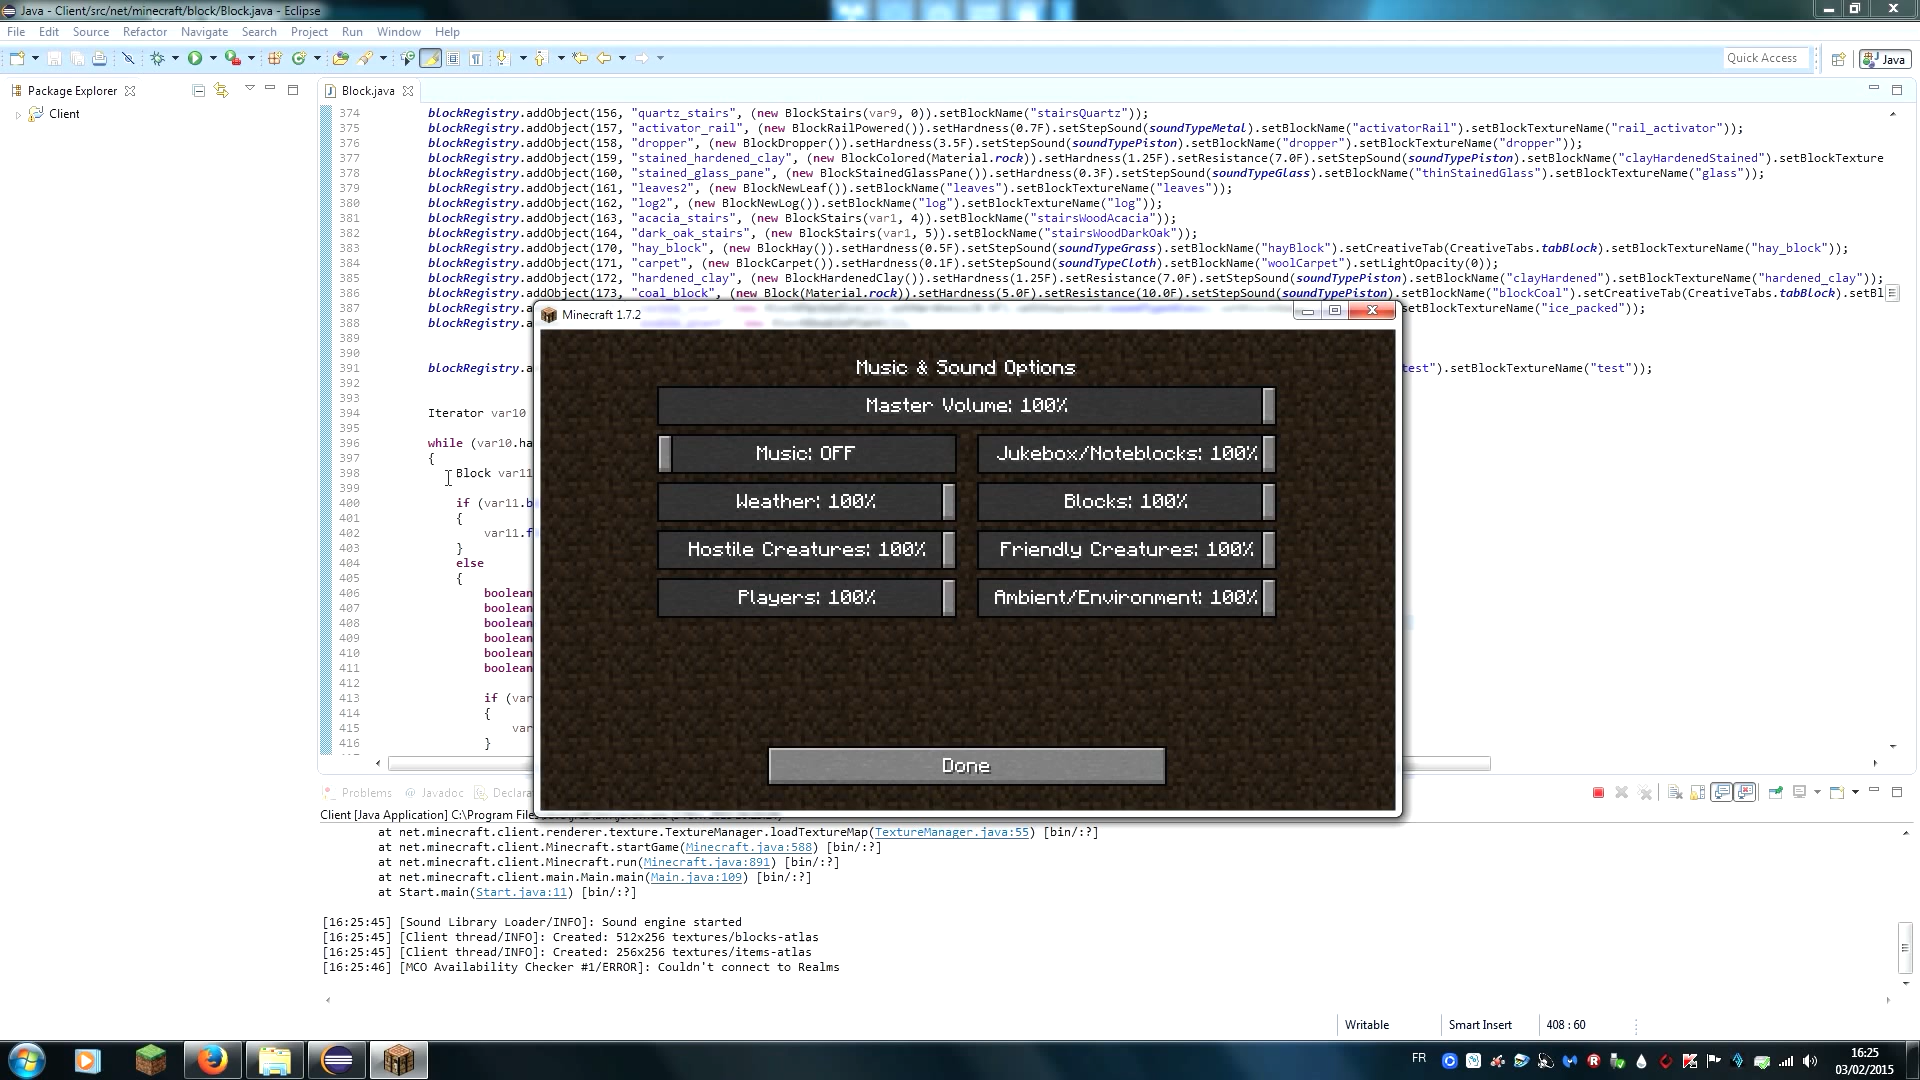 Java - Client/src/net/minecraft/block/Block.java - Eclipse
File Edit Source Refactor Navigate Search Project Run Window Help
Quick Access
Java
Package Explorer
Block.java
Client
374 blockRegistry.addObject(156, "quartz_stairs", (new BlockStairs(var9, 0)).setBlockName("stairsQuartz"));
375 blockRegistry.addObject(157, "activator_rail", (new BlockRailPowered()).setHardness(0.7F).setStepSound(soundTypeMetal).setBlockName("activatorRail").setBlockTextureName("rail_activator"));
376 blockRegistry.addObject(158, "dropper", (new BlockDropper()).setHardness(3.5F).setStepSound(soundTypePiston).setBlockName("dropper").setBlockTextureName("dropper"));
377 blockRegistry.addObject(159, "stained_hardened_clay", (new BlockColored(Material.rock)).setHardness(1.25F).setResistance(7.0F).setStepSound(soundTypePiston).setBlockName("clayHardenedStained").setBlockTexture
378 blockRegistry.addObject(160, "stained_glass_pane", (new BlockStainedGlassPane()).setHardness(0.3F).setStepSound(soundTypeGlass).setBlockName("thinStainedGlass").setBlockTextureName("glass"));
379 blockRegistry.addObject(161, "leaves2", (new BlockNewLeaf()).setBlockName("leaves").setBlockTextureName("leaves"));
380 blockRegistry.addObject(162, "log2", (new BlockNewLog()).setBlockName("log").setBlockTextureName("log"));
381 blockRegistry.addObject(163, "acacia_stairs", (new BlockStairs(var1, 4)).setBlockName("stairsWoodAcacia"));
382 blockRegistry.addObject(164, "dark_oak_stairs", (new BlockStairs(var1, 5)).setBlockName("stairsWoodDarkOak"));
383 blockRegistry.addObject(170, "hay_block", (new BlockHay()).setHardness(0.5F).setStepSound(soundTypeGrass).setBlockName("hayBlock").setCreativeTab(CreativeTabs.tabBlock).setBlockTextureName("hay_block"));
384 blockRegistry.addObject(171, "carpet", (new BlockCarpet()).setHardness(0.1F).setStepSound(soundTypeCloth).setBlockName("woolCarpet").setLightOpacity(0));
385 blockRegistry.addObject(172, "hardened_clay", (new BlockHardenedClay()).setHardness(1.25F).setResistance(7.0F).setStepSound(soundTypePiston).setBlockName("clayHardened").setBlockTextureName("hardened_clay"));
386 blockRegistry.addObject(173, "coal_block", (new Block(Material.rock)).setHardness(5.0F).setResistance(10.0F).setStepSound(soundTypePiston).setBlockName("blockCoal").setCreativeTab(CreativeTabs.tabBlock).setBl
387 blockRegistry.addObject( setBlockTextureName("ice_packed"));
388 blockRegistry.addObject(
389
390
391 blockRegistry.a test").setBlockTextureName("test"));
392
393
394 Iterator var10
395
396 while (var10.ha
397 {
398 Block var11
399
400 if (var11.b
401 {
402 var11.f
403 }
404 else
405 {
406 boolean
407 boolean
408 boolean
409 boolean
410 boolean
411 boolean
412
413 if (var
414 {
415 var
416 }
Minecraft 1.7.2
Music & Sound Options
Master Volume: 100%
Music: OFF Jukebox/Noteblocks: 100%
Weather: 100% Blocks: 100%
Hostile Creatures: 100% Friendly Creatures: 100%
Players: 100% Ambient/Environment: 100%
Done
Problems @ Javadoc Declara
Client [Java Application] C:\Program File
at net.minecraft.client.renderer.texture.TextureManager.loadTextureMap(TextureManager.java:55) [bin/:?]
at net.minecraft.client.Minecraft.startGame(Minecraft.java:588) [bin/:?]
at net.minecraft.client.Minecraft.run(Minecraft.java:891) [bin/:?]
at net.minecraft.client.main.Main.main(Main.java:109) [bin/:?]
at Start.main(Start.java:11) [bin/:?]
[16:25:45] [Sound Library Loader/INFO]: Sound engine started
[16:25:45] [Client thread/INFO]: Created: 512x256 textures/blocks-atlas
[16:25:45] [Client thread/INFO]: Created: 256x256 textures/items-atlas
[16:25:46] [MCO Availability Checker #1/ERROR]: Couldn't connect to Realms
Writable Smart Insert 408 : 60
FR
16:25
03/02/2015